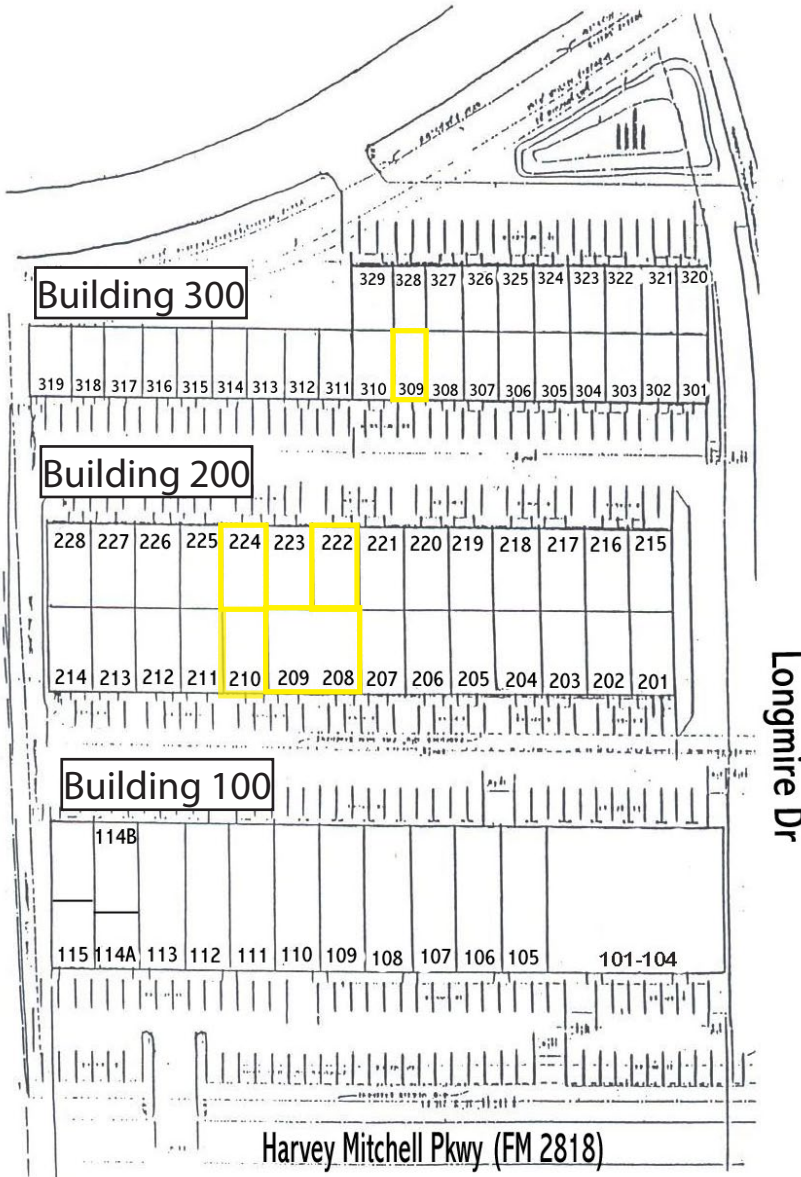 329 328 327 326 325 324 323 322 321 320
Building 300
319 318 317 316 315 314 313 312 311 310 309 308 307 306 305 304 303 302 301
Building 200
228 227 226 225 224 223 222 221 220 219 218 217 216 215
214 213 212 211 210 209 208 207 206 205 204 203 202 201
Longmire Dr
Building 100
114B
115 114A 113 112 111 110 109 108 107 106 105 101-104
Harvey Mitchell Pkwy (FM 2818)